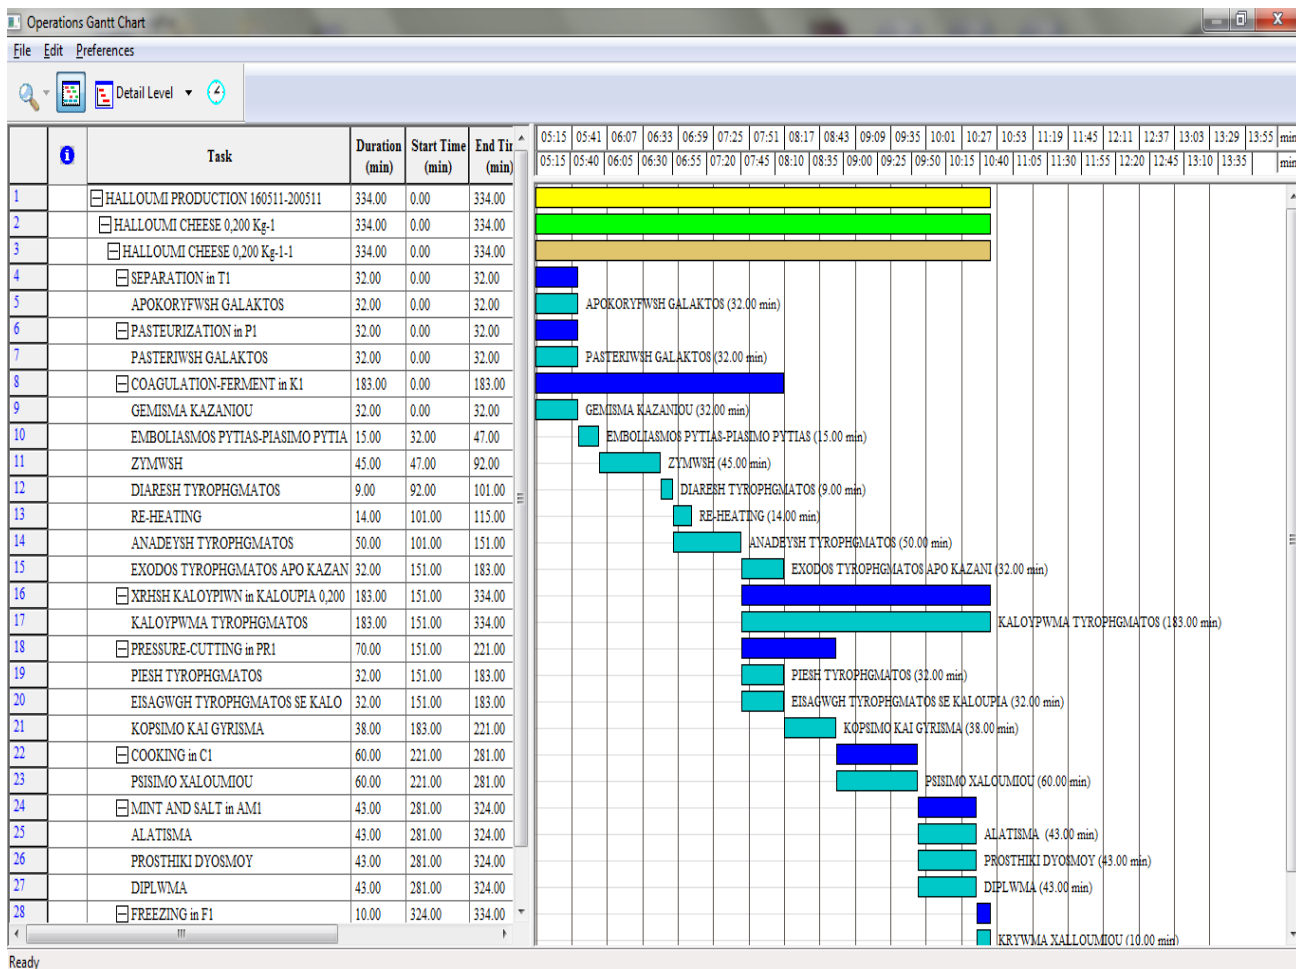 Operations Gantt Chart
File Edit Preferences
Detail Level
Task Duration (min) Start Time (min) End Tir (min)
05:15 05:41 06:07 06:33 06:59 07:25 07:51 08:17 08:43 09:09 09:35 10:01 10:27 10:53 11:19 11:45 12:11 12:37 13:03 13:29 13:55 min
05:15 05:40 06:05 06:30 06:55 07:20 07:45 08:10 08:35 09:00 09:25 09:50 10:15 10:40 11:05 11:30 11:55 12:20 12:45 13:10 13:35 min
1 HALLOUMI PRODUCTION 160511-200511 334.00 0.00 334.00
2 HALLOUMI CHEESE 0,200 Kg-1 334.00 0.00 334.00
3 HALLOUMI CHEESE 0,200 Kg-1-1 334.00 0.00 334.00
4 SEPARATION in T1 32.00 0.00 32.00
5 APOKORYFWSH GALAKTOS 32.00 0.00 32.00 APOKORYFWSH GALAKTOS (32.00 min)
6 PASTEURIZATION in P1 32.00 0.00 32.00
7 PASTERIWSH GALAKTOS 32.00 0.00 32.00 PASTERIWSH GALAKTOS (32.00 min)
8 COAGULATION-FERMENT in K1 183.00 0.00 183.00
9 GEMISMA KAZANIOU 32.00 0.00 32.00 GEMISMA KAZANIOU (32.00 min)
10 EMBOLIASMOS PYTIAS-PIASIMO PYTIA 15.00 32.00 47.00 EMBOLIASMOS PYTIAS-PIASIMO PYTIAS (15.00 min)
11 ZYMWSH 45.00 47.00 92.00 ZYMWSH (45.00 min)
12 DIARESH TYROPHGMATOS 9.00 92.00 101.00 DIARESH TYROPHGMATOS (9.00 min)
13 RE-HEATING 14.00 101.00 115.00 RE-HEATING (14.00 min)
14 ANADEYSH TYROPHGMATOS 50.00 101.00 151.00 ANADEYSH TYROPHGMATOS (50.00 min)
15 EXODOS TYROPHGMATOS APO KAZAN 32.00 151.00 183.00 EXODOS TYROPHGMATOS APO KAZANI (32.00 min)
16 XRHSH KALOYPIWN in KALOUPIA 0,200 183.00 151.00 334.00
17 KALOYPWMA TYROPHGMATOS 183.00 151.00 334.00 KALOYPWMA TYROPHGMATOS (183.00 min)
18 PRESSURE-CUTTING in PR1 70.00 151.00 221.00
19 PIESH TYROPHGMATOS 32.00 151.00 183.00 PIESH TYROPHGMATOS (32.00 min)
20 EISAGWGH TYROPHGMATOS SE KALO 32.00 151.00 183.00 EISAGWGH TYROPHGMATOS SE KALOUPIA (32.00 min)
21 KOPSIMO KAI GYRISMA 38.00 183.00 221.00 KOPSIMO KAI GYRISMA (38.00 min)
22 COOKING in C1 60.00 221.00 281.00
23 PSISIMO XALOUMIOU 60.00 221.00 281.00 PSISIMO XALOUMIOU (60.00 min)
24 MINT AND SALT in AM1 43.00 281.00 324.00
25 ALATISMA 43.00 281.00 324.00 ALATISMA (43.00 min)
26 PROSTHIKI DYOSMOY 43.00 281.00 324.00 PROSTHIKI DYOSMOY (43.00 min)
27 DIPLWMA 43.00 281.00 324.00 DIPLWMA (43.00 min)
28 FREEZING in F1 10.00 324.00 334.00
KRYWMA XALLOUMIOU (10.00 min)
Ready